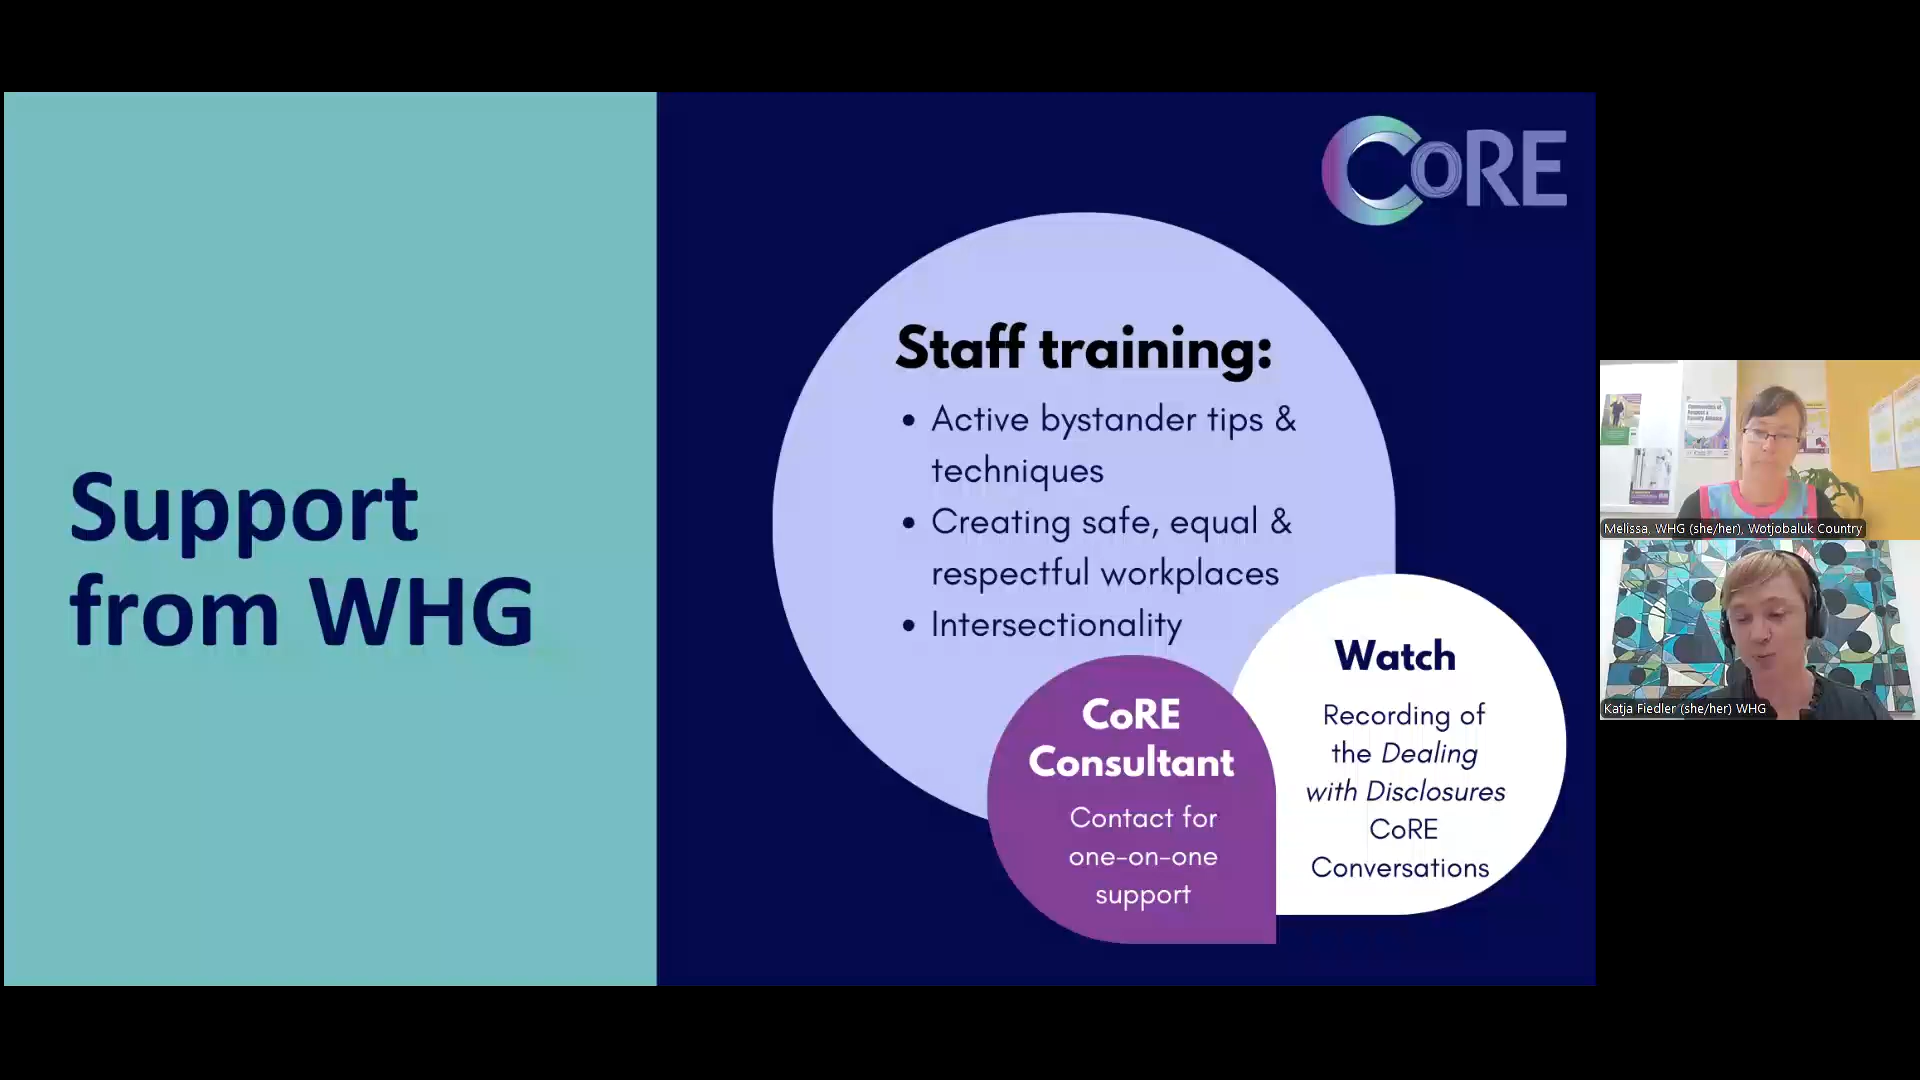 Support
from WHG
CoRE
Staff training:
• Active bystander tips &
techniques
• Creating safe, equal &
respectful workplaces
• Intersectionality
CoRE
Consultant
Contact for
one-on-one
support
Watch
Recording of
the Dealing
with Disclosures
CoRE
Conversations
Melissa, WHG (she/her), Wotjobaluk Country
Katja Fiedler (she/her) WHG